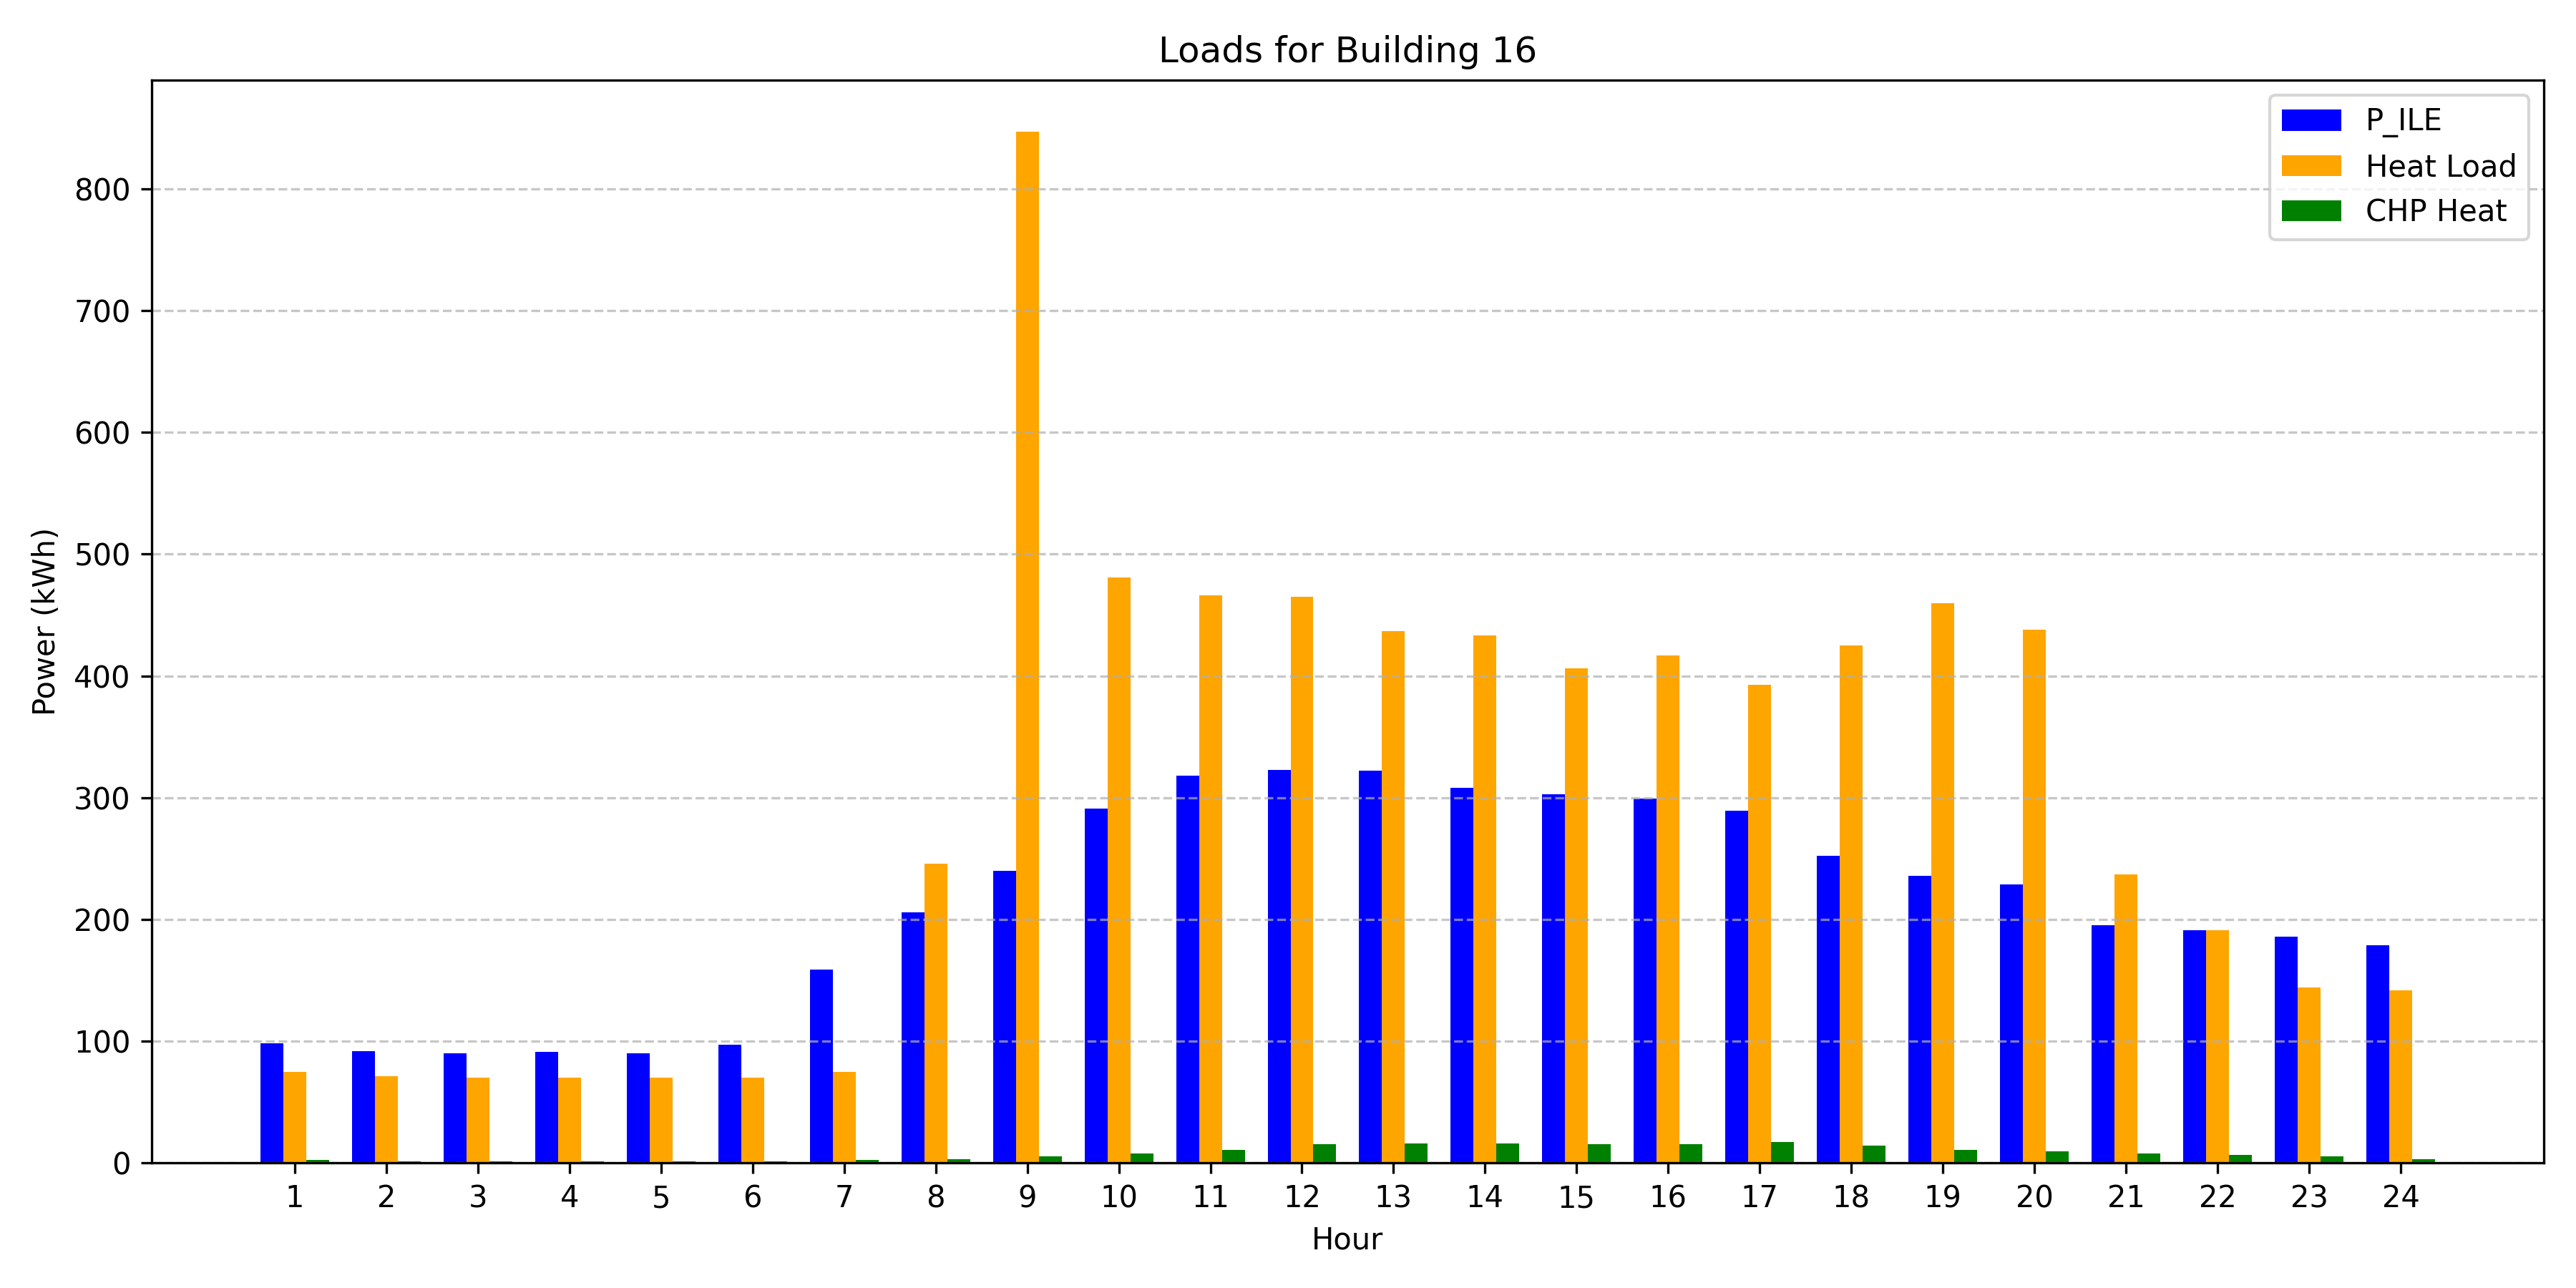 Loads for Building 16
P_ILE
Heat Load
CHP Heat
Power (kWh)
800
700
600
500
400
300
200
100
0
1 2 3 4 5 6 7 8 9 10 11 12 13 14 15 16 17 18 19 20 21 22 23 24
Hour